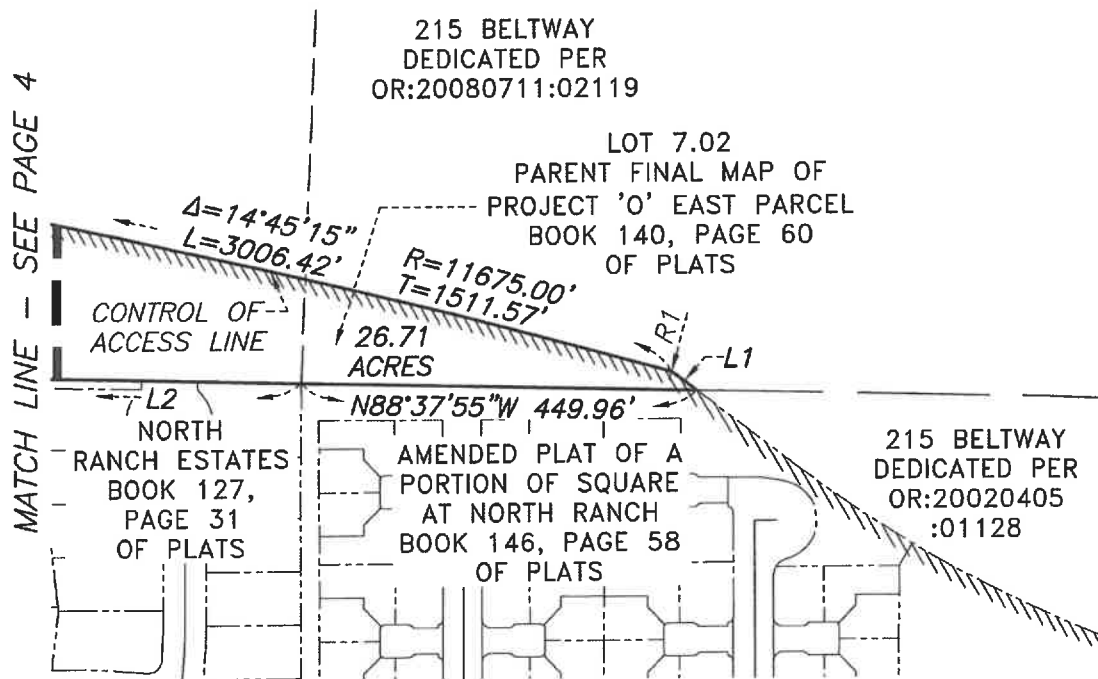 MATCH LINE – SEE PAGE 4
215 BELTWAY
DEDICATED PER
OR:20080711:02119
LOT 7.02
PARENT FINAL MAP OF
PROJECT 'O' EAST PARCEL
BOOK 140, PAGE 60
OF PLATS
Δ=14°45'15"
L=3006.42'
R=11675.00'
T=1511.57'
R1
L1
CONTROL OF
ACCESS LINE
26.71
ACRES
L2
N88°37'55"W 449.96'
NORTH
RANCH ESTATES
BOOK 127,
PAGE 31
OF PLATS
AMENDED PLAT OF A
PORTION OF SQUARE
AT NORTH RANCH
BOOK 146, PAGE 58
OF PLATS
215 BELTWAY
DEDICATED PER
OR:20020405
:01128